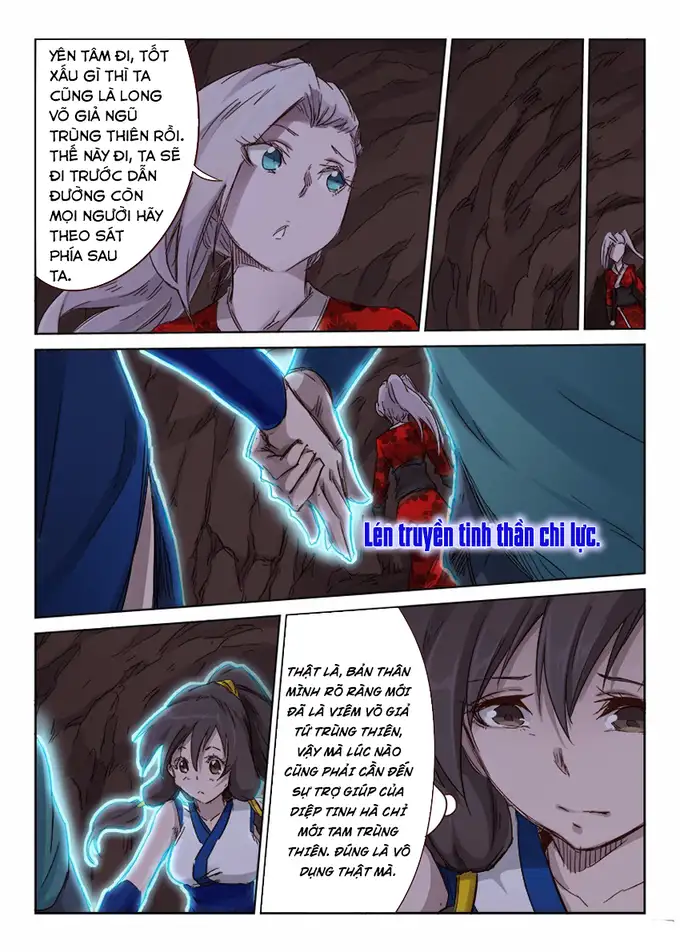 YÊN TÂM ĐI, TỐT
XẤU GÌ THÌ TA
CŨNG LÀ LONG
VÕ GIẢ NGŨ
TRÙNG THIÊN RỒI.
THẾ NÀY ĐI, TA SẼ
ĐI TRƯỚC DẪN
ĐƯỜNG CÒN
MỌI NGƯỜI HÃY
THEO SÁT
PHÍA SAU
TA.
Lén truyền tinh thần chi lực.
THẬT LÀ, BẢN THÂN
MÌNH RÕ RÀNG MỚI
ĐÃ LÀ VIÊM VÕ GIẢ
TỨ TRÙNG THIÊN,
VẬY MÀ LÚC NÀO
CŨNG PHẢI CẦN ĐẾN
SỰ TRỢ GIÚP CỦA
DIỆP TINH HÀ CHỈ
MỚI TAM TRÙNG
THIÊN. ĐÚNG LÀ VÔ
DỤNG THẬT MÀ.